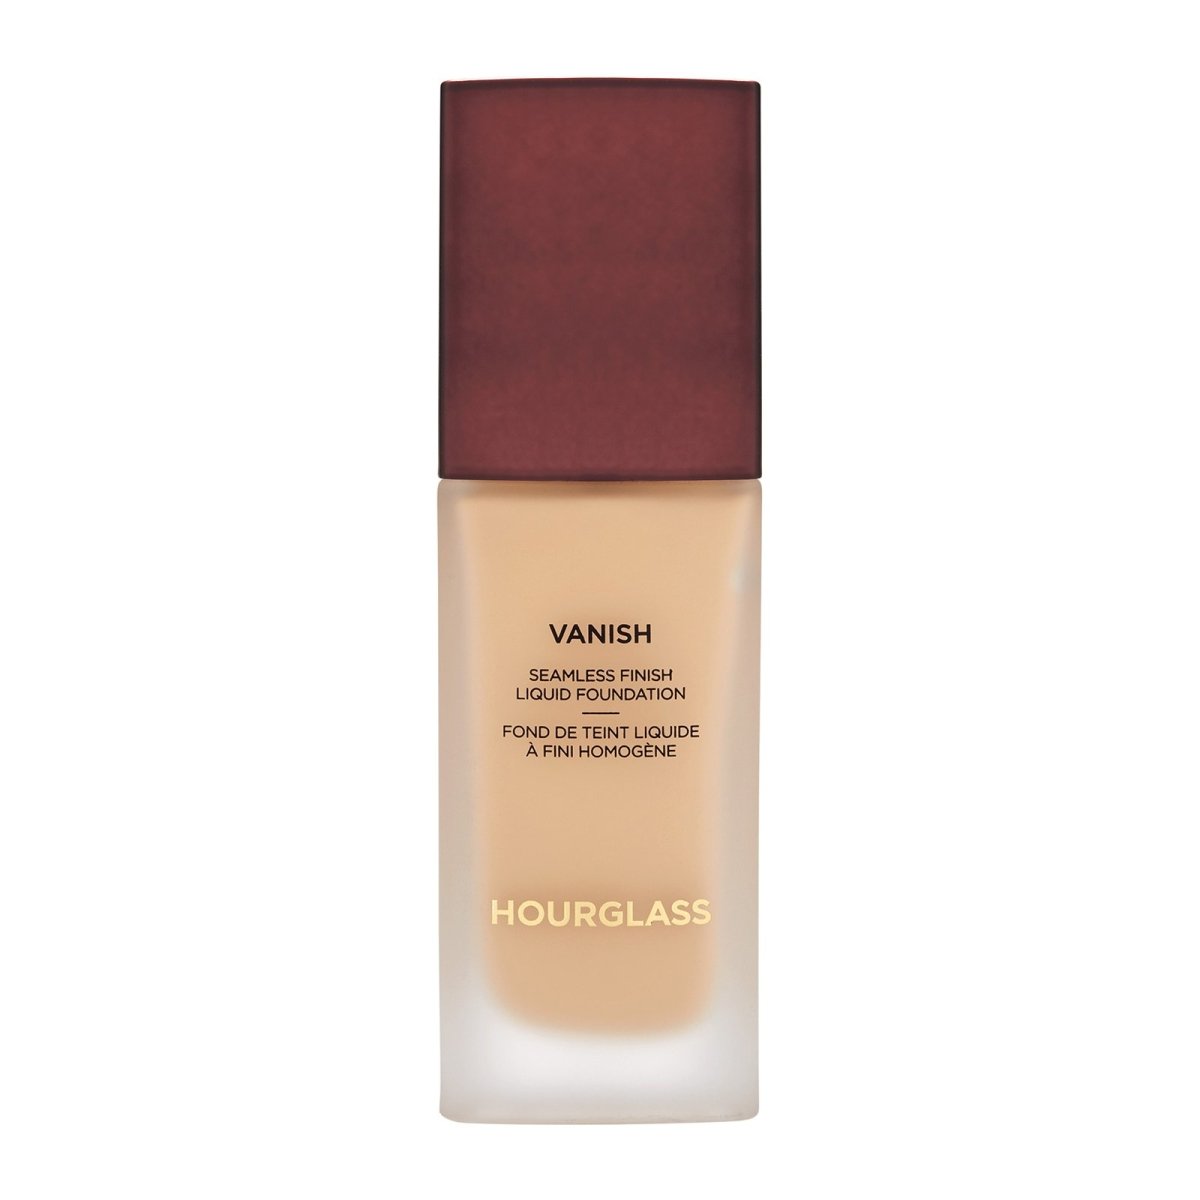 VANISH
SEAMLESS FINISH
LIQUID FOUNDATION
FOND DE TEINT LIQUIDE
À FINI HOMOGÈNE
HOURGLASS